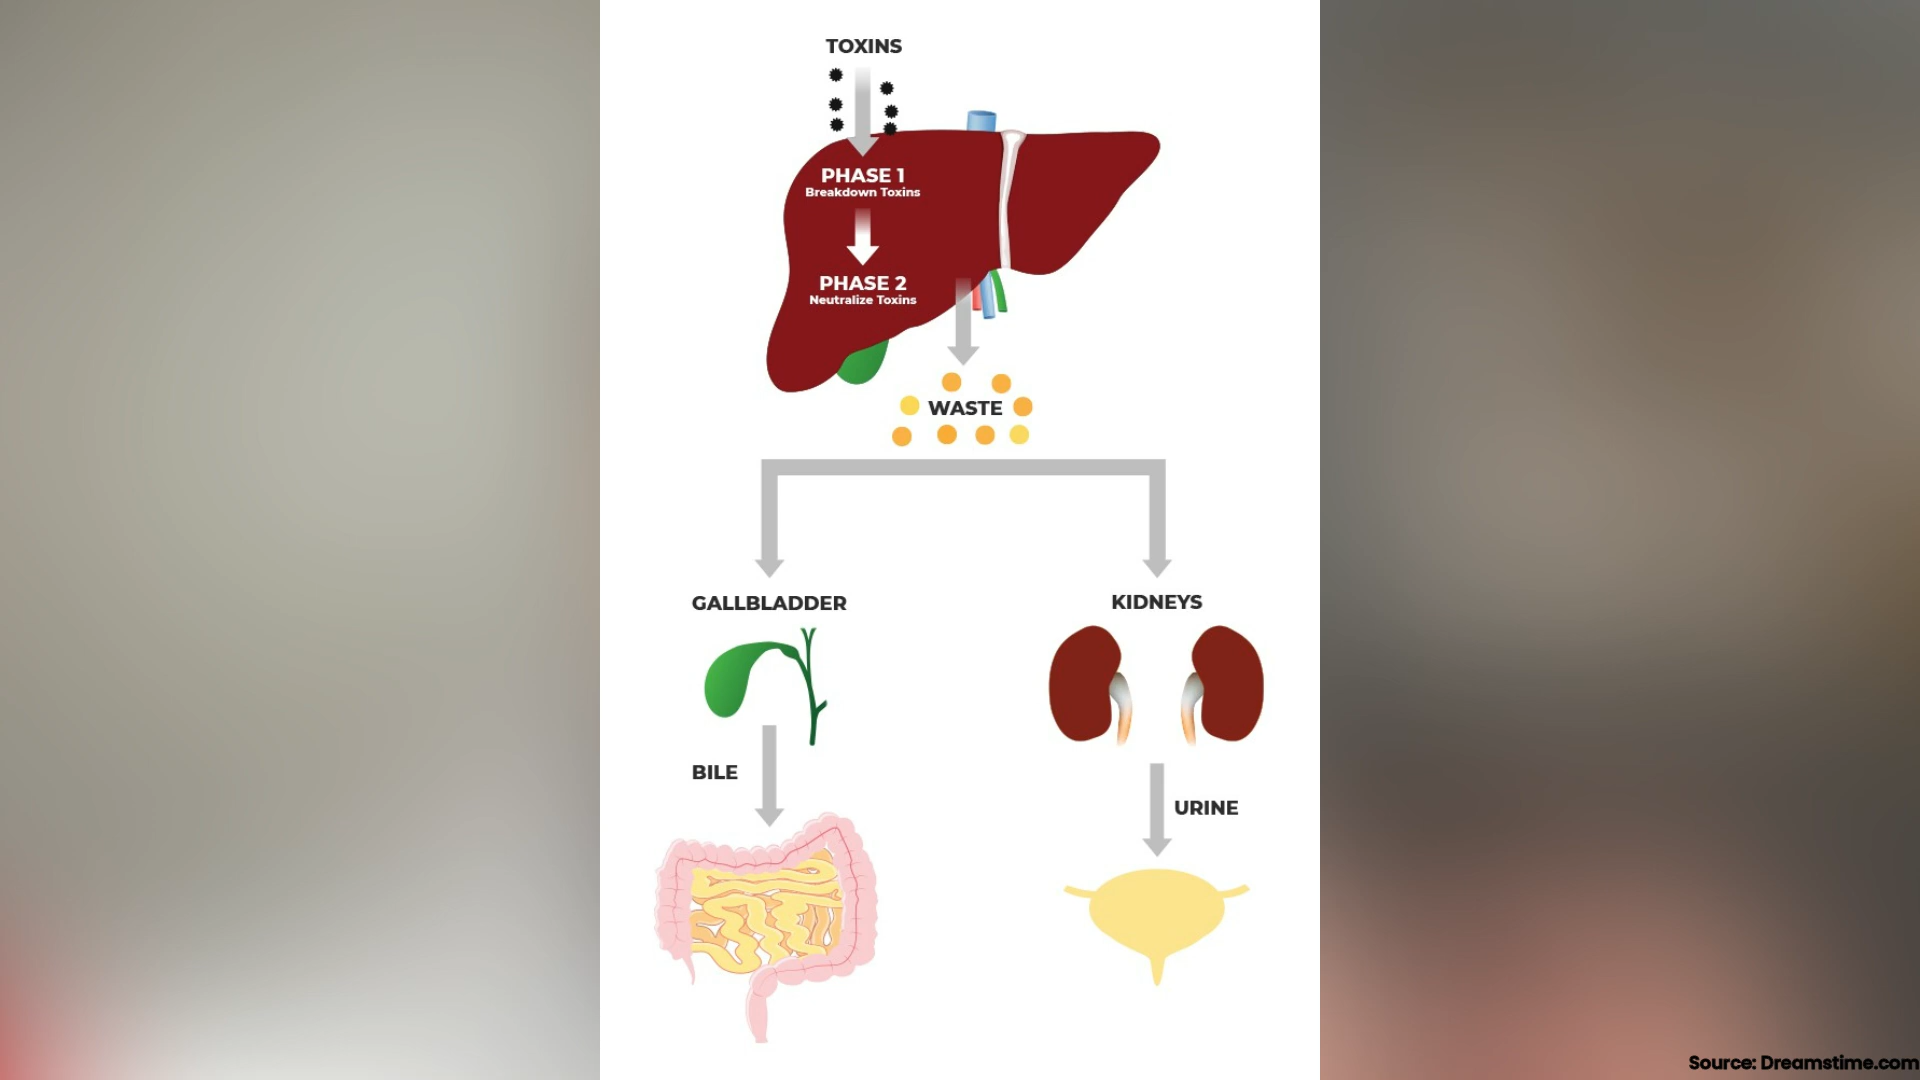 TOXINS
PHASE 1
Breakdown Toxins
PHASE 2
Neutralize Toxins
WASTE
GALLBLADDER
KIDNEYS
BILE
URINE
Source: Dreamstime.com